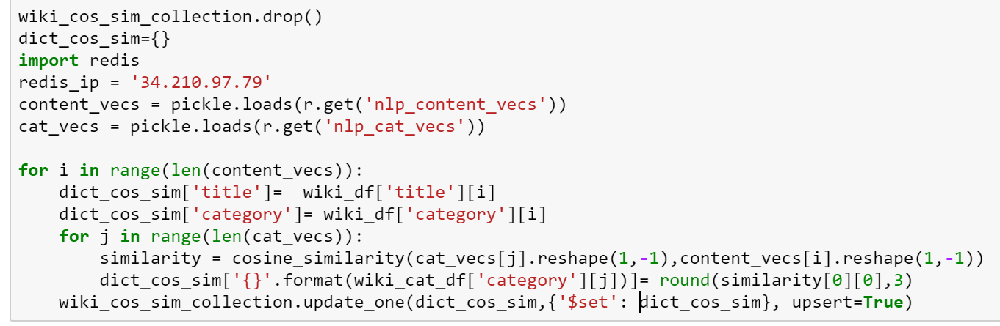 wiki_cos_sim_collection.drop()
dict_cos_sim={}
import redis
redis_ip = '34.210.97.79'
content_vecs = pickle.loads(r.get('nlp_content_vecs'))
cat_vecs = pickle.loads(r.get('nlp_cat_vecs'))

for i in range(len(content_vecs)):
    dict_cos_sim['title']=  wiki_df['title'][i]
    dict_cos_sim['category']= wiki_df['category'][i]
    for j in range(len(cat_vecs)):
        similarity = cosine_similarity(cat_vecs[j].reshape(1,-1),content_vecs[i].reshape(1,-1))
        dict_cos_sim['{}'.format(wiki_cat_df['category'][j])]= round(similarity[0][0],3)
    wiki_cos_sim_collection.update_one(dict_cos_sim,{'$set': dict_cos_sim}, upsert=True)